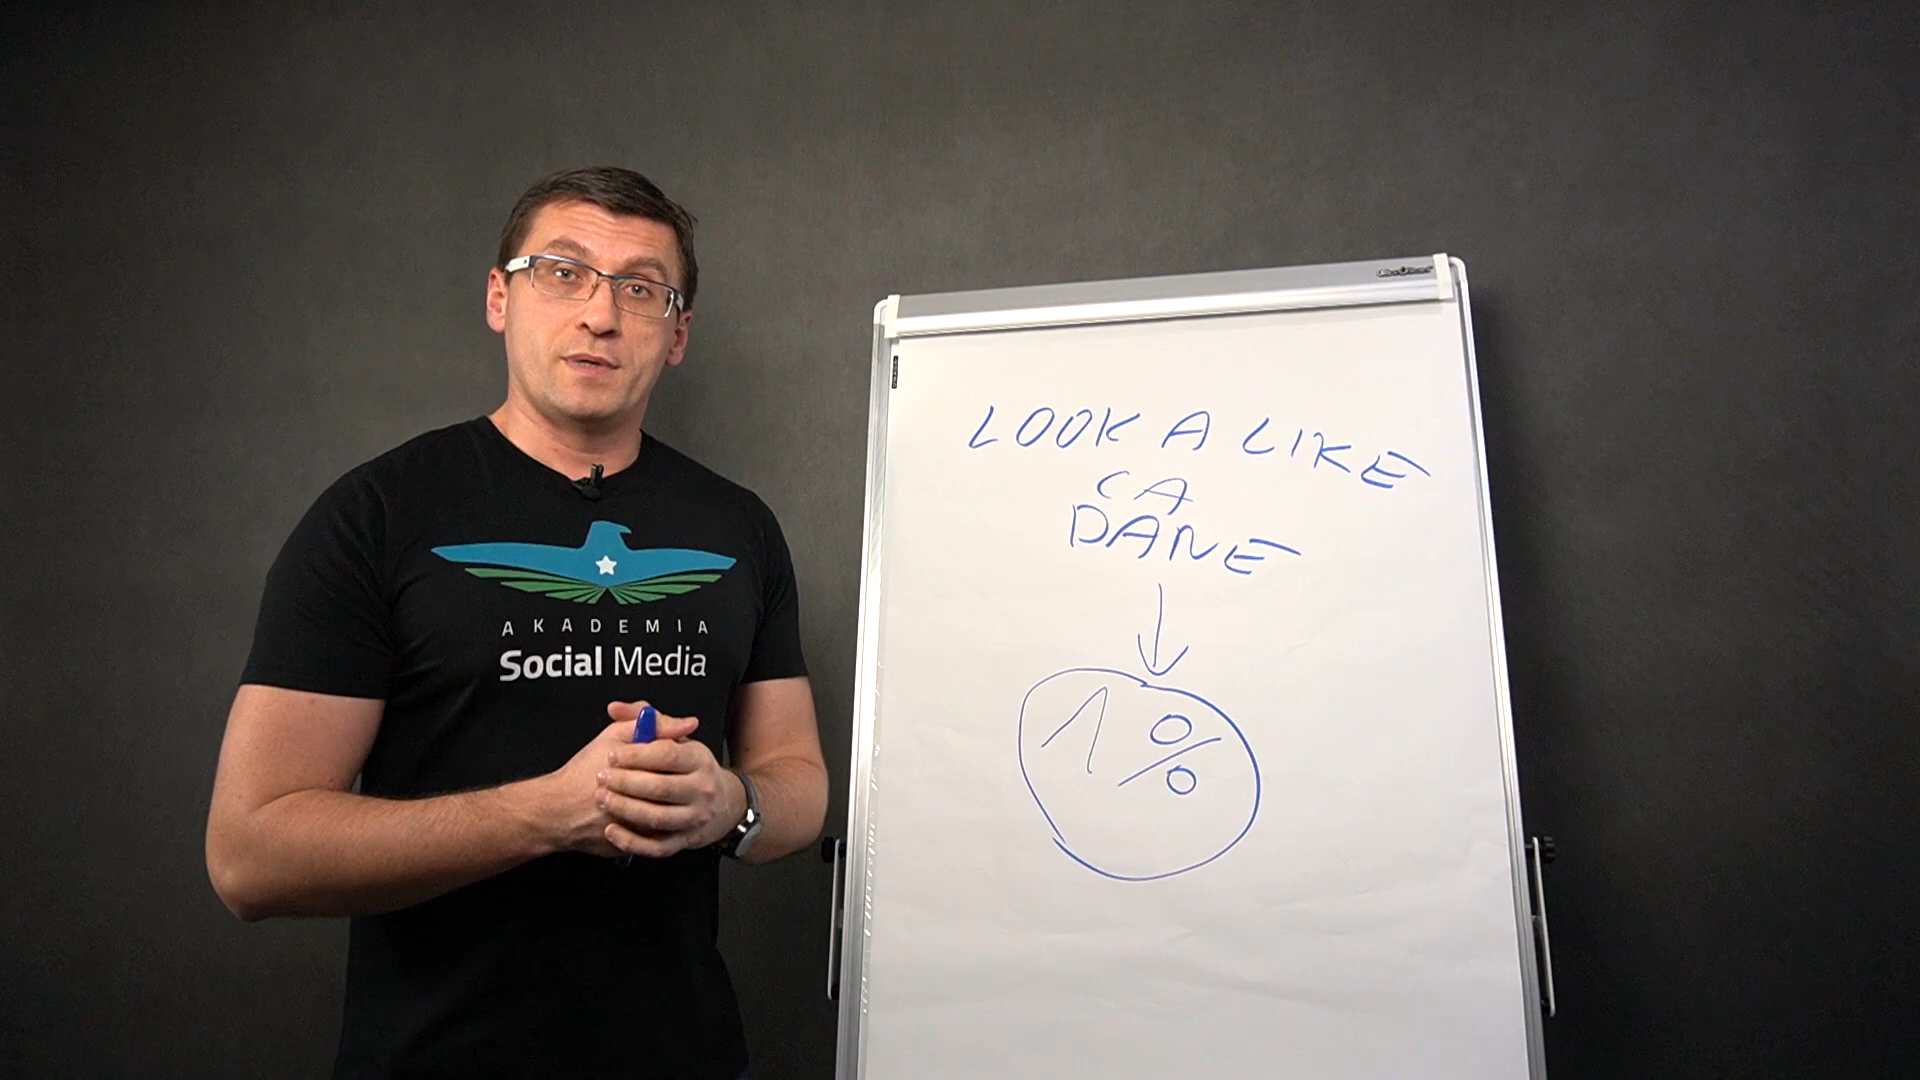 LOOK A LIKE
CA
DANE
1%
AKADEMIA
Social Media